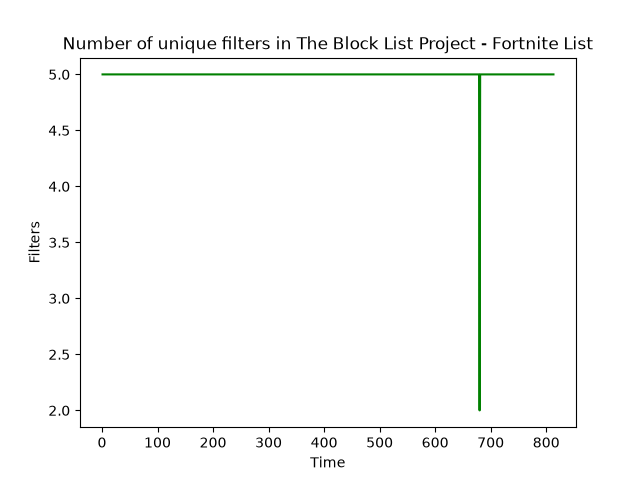 Number of unique filters in The Block List Project - Fortnite List
5.0
4.5
4.0
3.5
3.0
2.5
2.0
Filters
0 100 200 300 400 500 600 700 800
Time